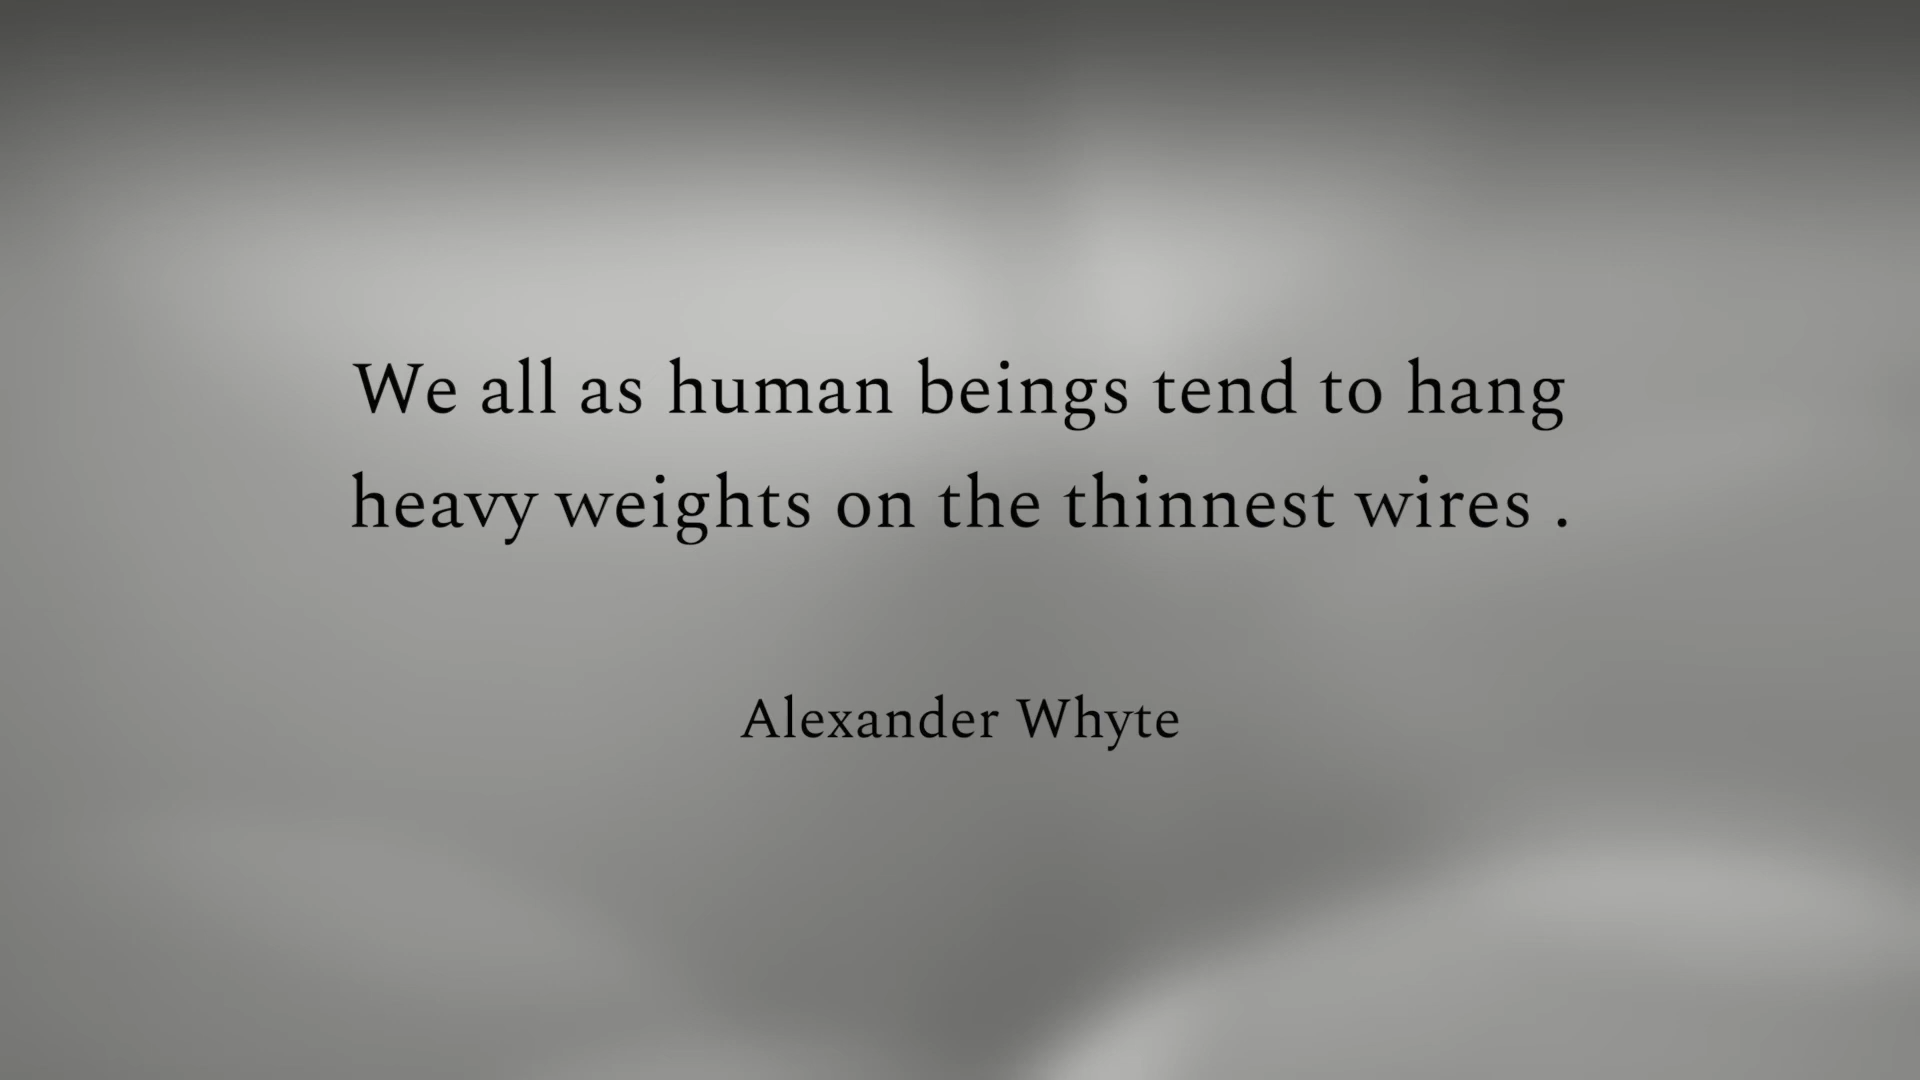 We all as human beings tend to hang
heavy weights on the thinnest wires .
Alexander Whyte